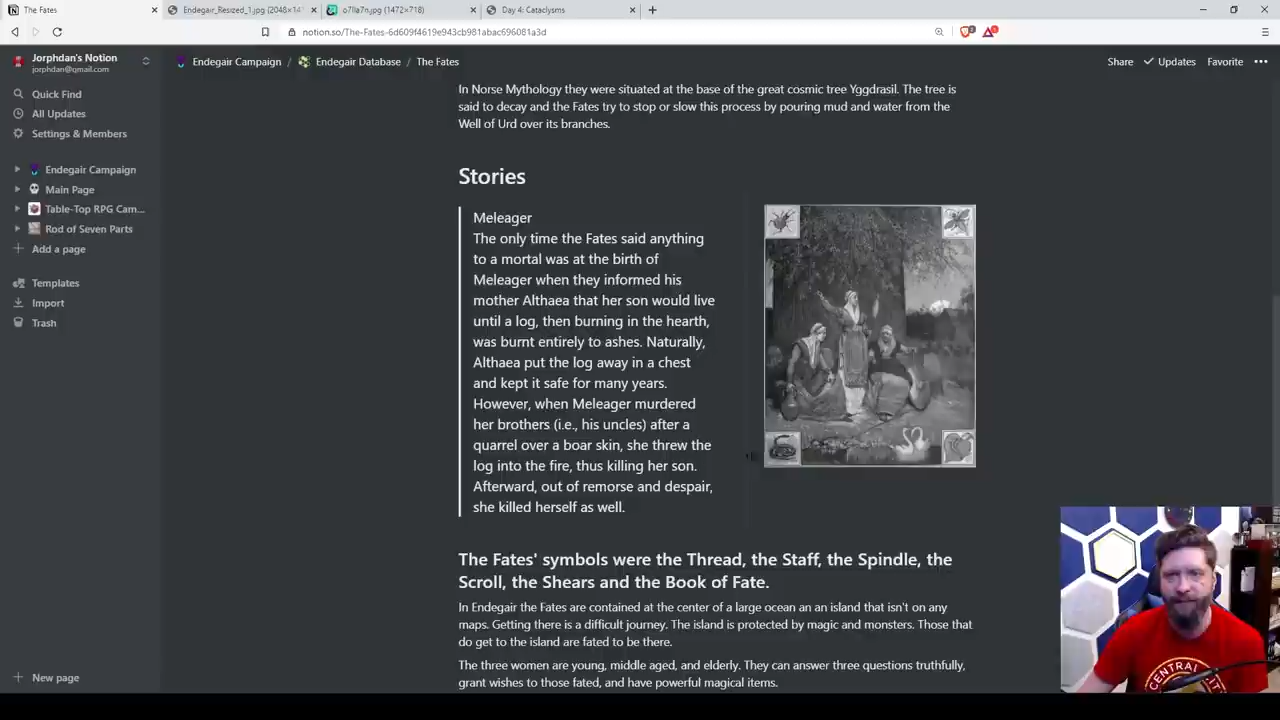 The Fates
Endegair_Resized_1.jpg (2048×14
o7lla7n.jpg (1472×718)
Day 4: Cataclysms
notion.so/The-Fates-6d609f4619e943cb981abac696081a3d
Jorphdan's Notion
jorphdan@gmail.com
Endegair Campaign / Endegair Database / The Fates
Share Updates Favorite
Quick Find
All Updates
Settings & Members
Endegair Campaign
Main Page
Table-Top RPG Cam...
Rod of Seven Parts
Add a page
Templates
Import
Trash
New page
In Norse Mythology they were situated at the base of the great cosmic tree Yggdrasil. The tree is
said to decay and the Fates try to stop or slow this process by pouring mud and water from the
Well of Urd over its branches.
Stories
Meleager
The only time the Fates said anything
to a mortal was at the birth of
Meleager when they informed his
mother Althaea that her son would live
until a log, then burning in the hearth,
was burnt entirely to ashes. Naturally,
Althaea put the log away in a chest
and kept it safe for many years.
However, when Meleager murdered
her brothers (i.e., his uncles) after a
quarrel over a boar skin, she threw the
log into the fire, thus killing her son.
Afterward, out of remorse and despair,
she killed herself as well.
The Fates' symbols were the Thread, the Staff, the Spindle, the
Scroll, the Shears and the Book of Fate.
In Endegair the Fates are contained at the center of a large ocean an an island that isn't on any
maps. Getting there is a difficult journey. The island is protected by magic and monsters. Those that
do get to the island are fated to be there.
The three women are young, middle aged, and elderly. They can answer three questions truthfully,
grant wishes to those fated, and have powerful magical items.
CENTRAL